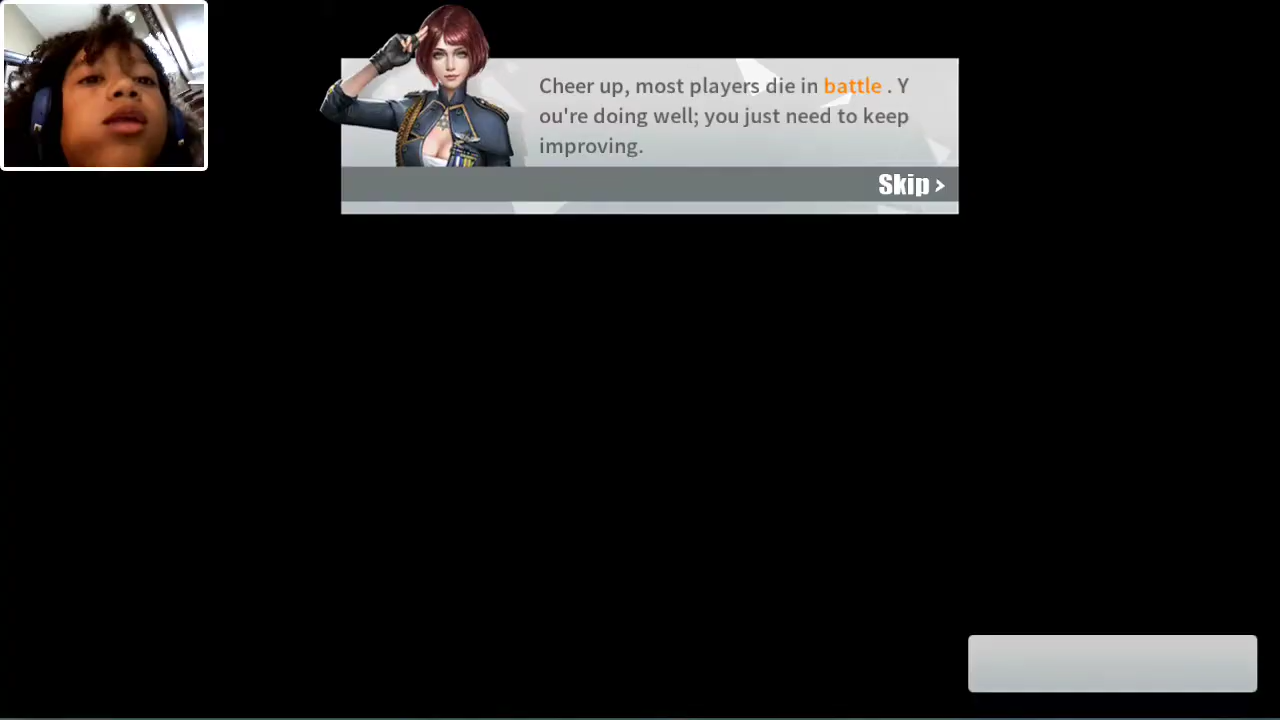 Cheer up, most players die in battle . Y
ou're doing well; you just need to keep
improving.
Skip >